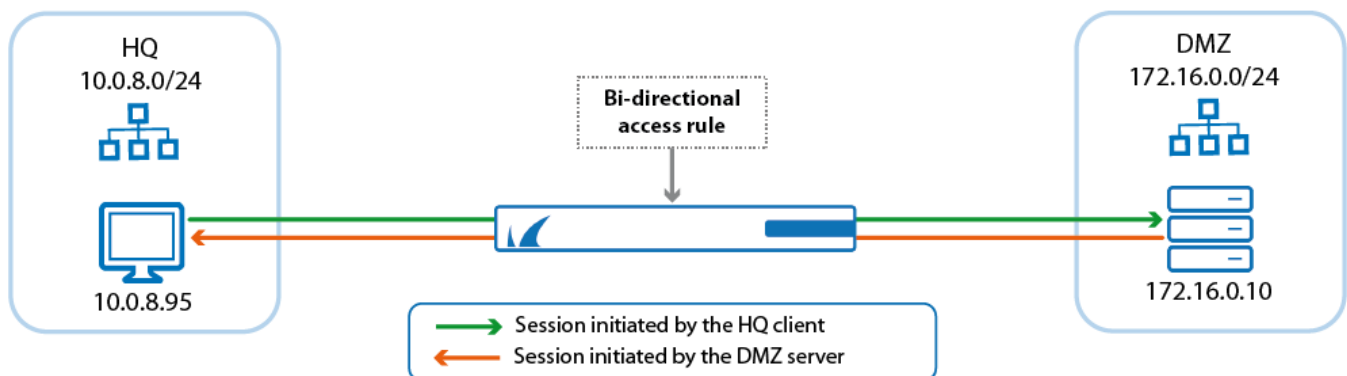 HQ
10.0.8.0/24
10.0.8.95
Bi-directional
access rule
DMZ
172.16.0.0/24
172.16.0.10
Session initiated by the HQ client
Session initiated by the DMZ server